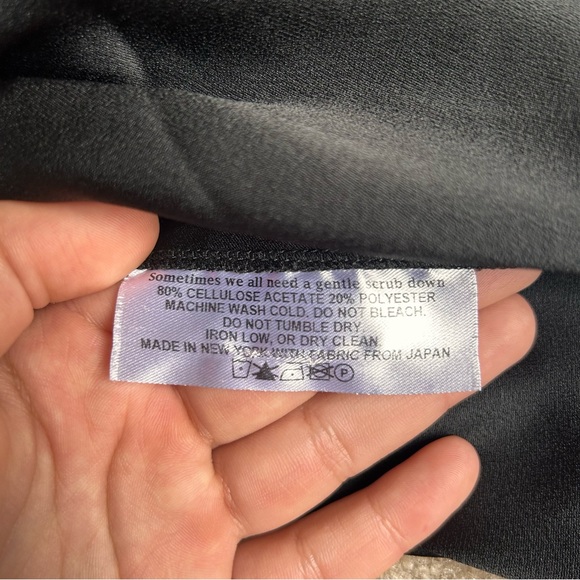 Sometimes we all need a gentle scrub down
80% CELLULOSE ACETATE 20% POLYESTER
MACHINE WASH COLD. DO NOT BLEACH.
DO NOT TUMBLE DRY.
IRON LOW, OR DRY CLEAN
MADE IN NEW YORK WITH FABRIC FROM JAPAN
P